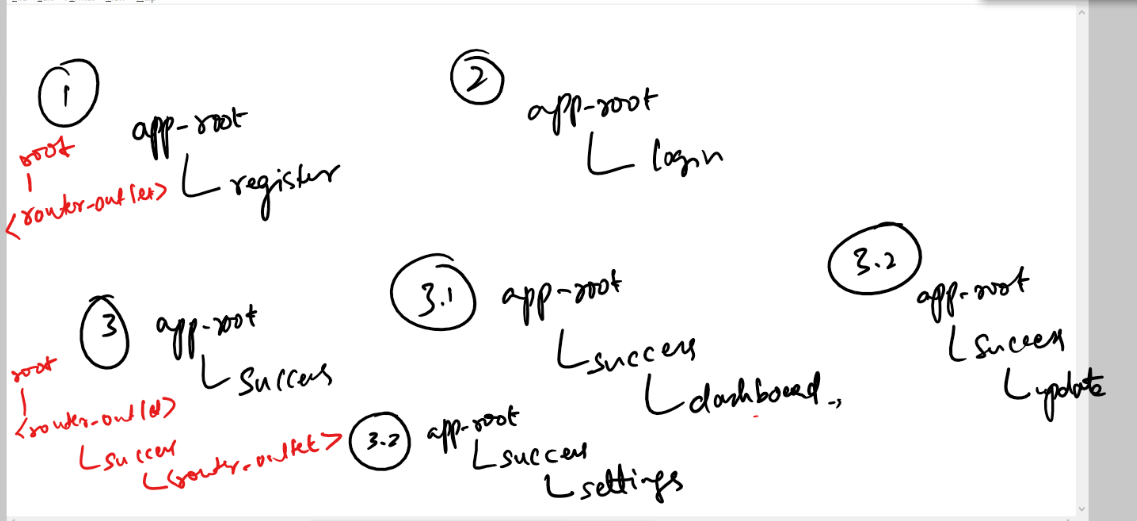 1
app-root
register
root
<router-outlet>
2
app-root
login
3
app-root
success
root
<router-outlet>
success
<router-outlet>
3.1
app-root
success
dashboard
3.2
app-root
success
settings
3.2
app-root
success
update